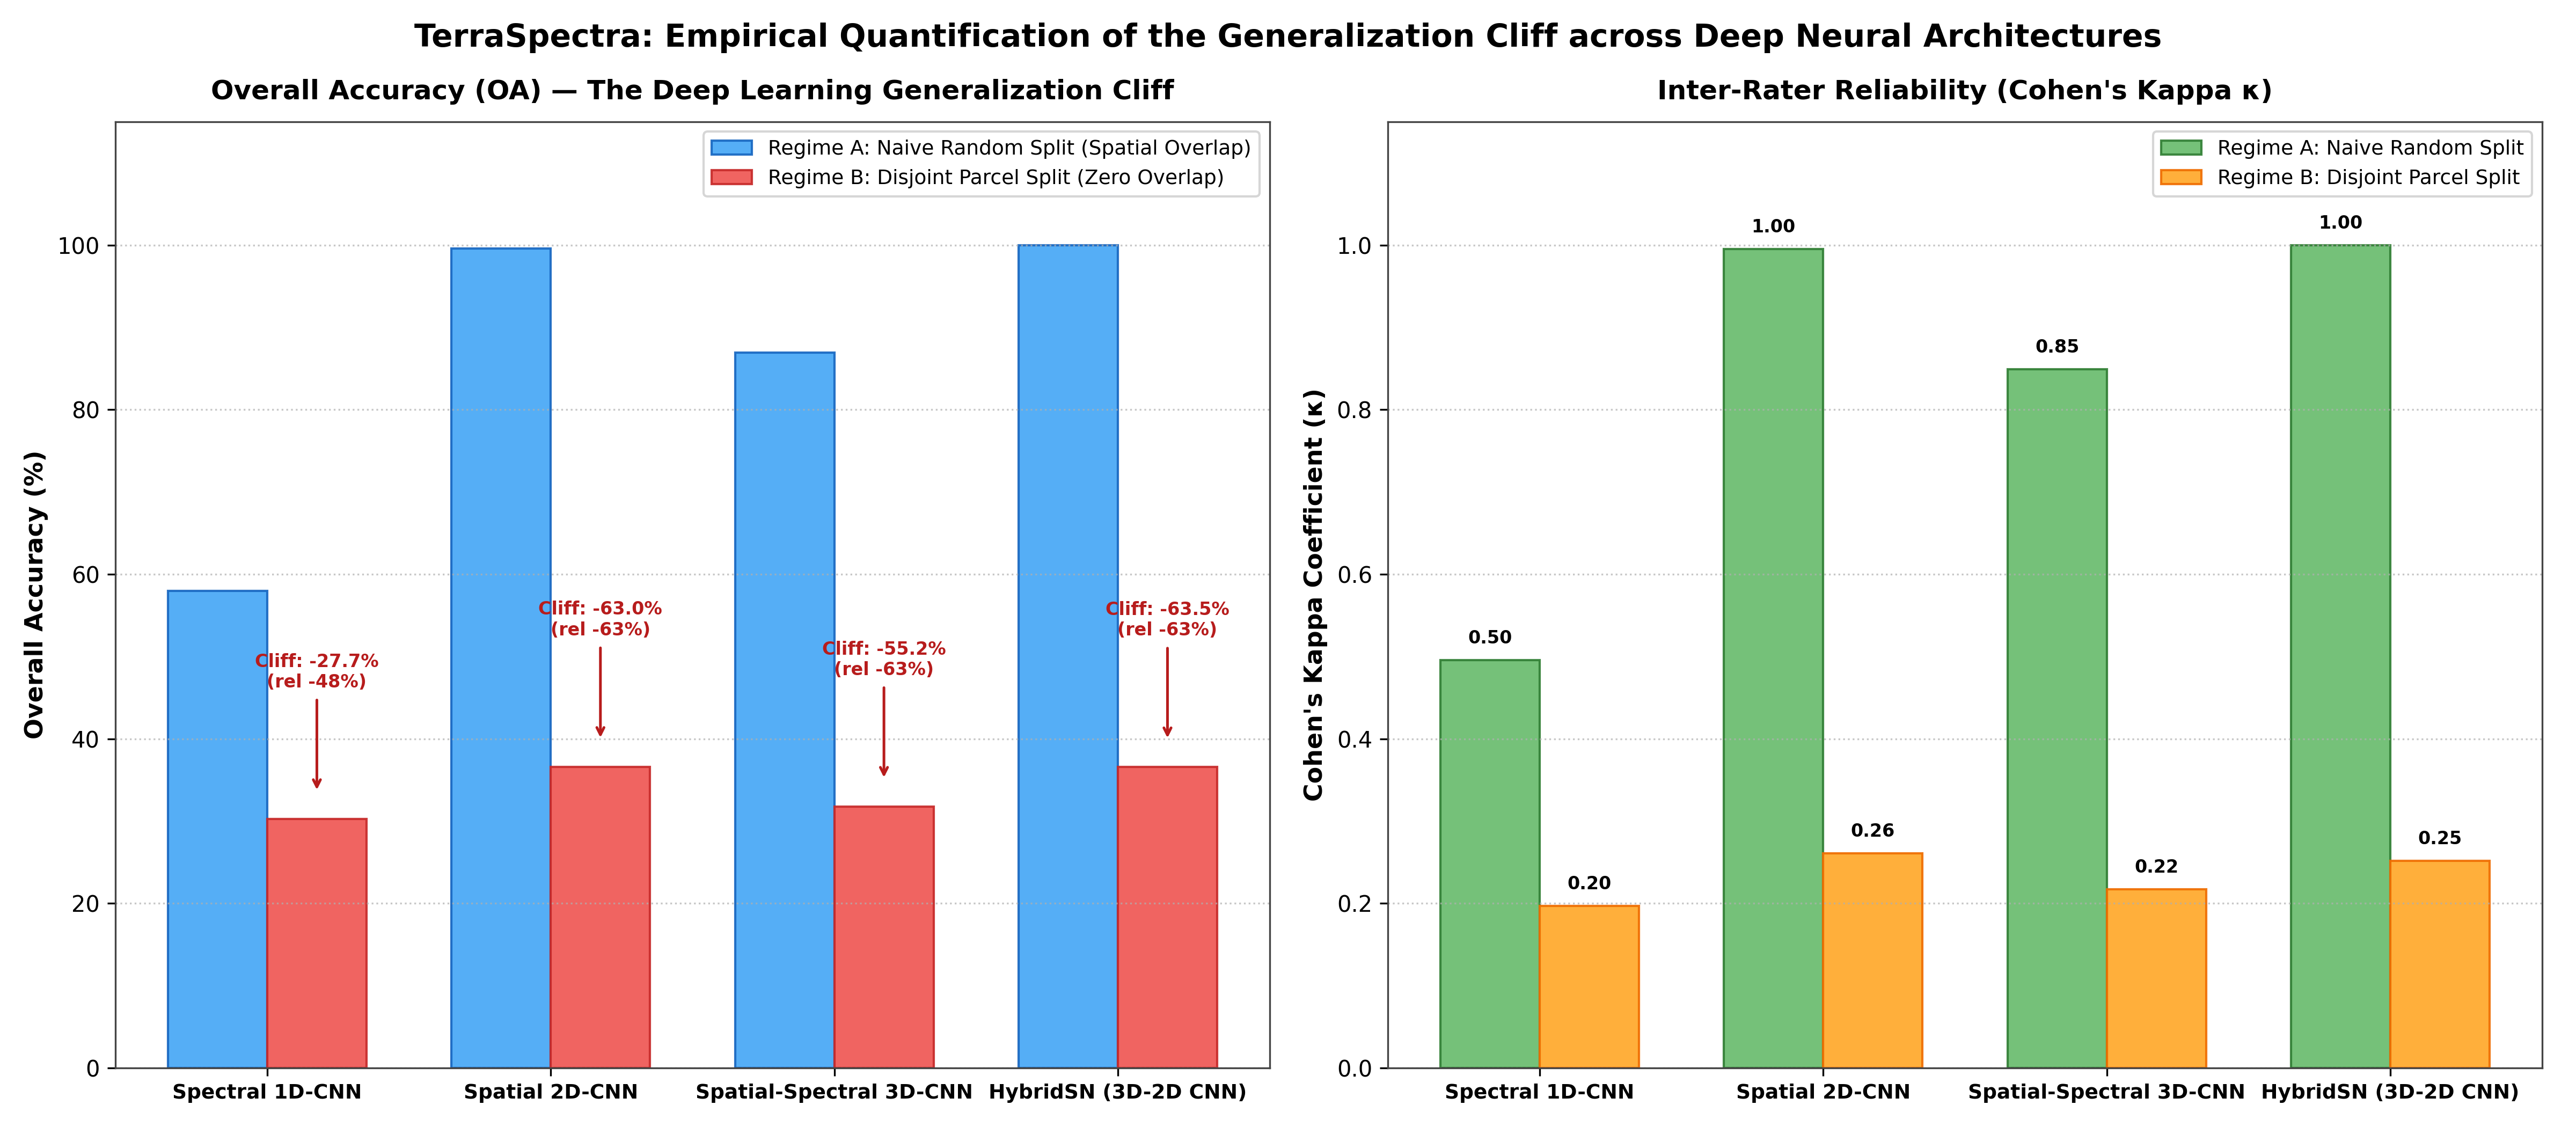 TerraSpectra: Empirical Quantification of the Generalization Cliff across Deep Neural Architectures
Overall Accuracy (OA) — The Deep Learning Generalization Cliff
Regime A: Naive Random Split (Spatial Overlap)
Regime B: Disjoint Parcel Split (Zero Overlap)
Overall Accuracy (%)
100
80
60
40
20
0
Cliff: -27.7%
(rel -48%)
Cliff: -63.0%
(rel -63%)
Cliff: -55.2%
(rel -63%)
Cliff: -63.5%
(rel -63%)
Spectral 1D-CNN
Spatial 2D-CNN
Spatial-Spectral 3D-CNN
HybridSN (3D-2D CNN)
Inter-Rater Reliability (Cohen's Kappa κ)
Regime A: Naive Random Split
Regime B: Disjoint Parcel Split
Cohen's Kappa Coefficient (κ)
1.0
0.8
0.6
0.4
0.2
0.0
0.50
0.20
1.00
0.26
0.85
0.22
1.00
0.25
Spectral 1D-CNN
Spatial 2D-CNN
Spatial-Spectral 3D-CNN
HybridSN (3D-2D CNN)